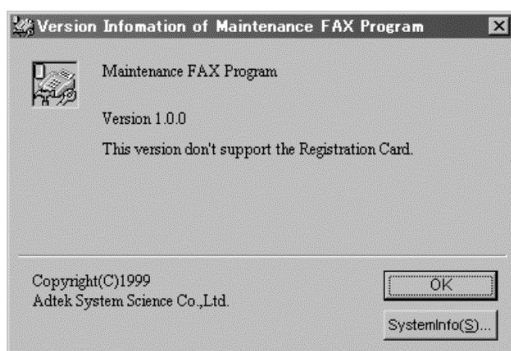 Version Infomation of Maintenance FAX Program
Maintenance FAX Program
Version 1.0.0
This version don't support the Registration Card.
Copyright(C)1999
Adtek System Science Co.,Ltd.
OK
SystemInfo(S)...